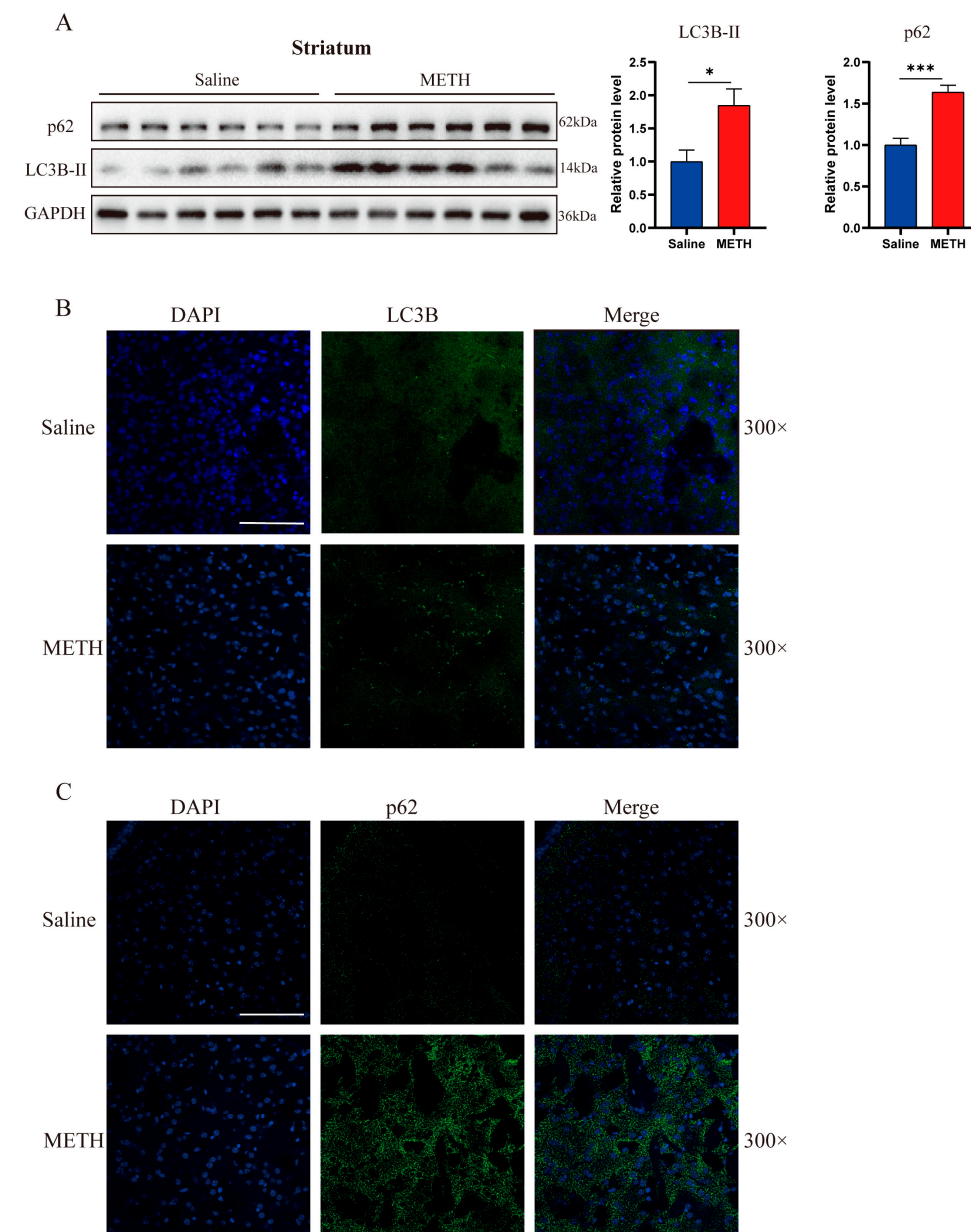 A
Striatum
Saline METH
p62 62kDa
LC3B-II 14kDa
GAPDH 36kDa
LC3B-II
Relative protein level
2.5
2.0
1.5
1.0
0.5
0.0
*
Saline METH
p62
Relative protein level
2.0
1.5
1.0
0.5
0.0
***
Saline METH
B
DAPI LC3B Merge
Saline 300×
METH 300×
C
DAPI p62 Merge
Saline 300×
METH 300×